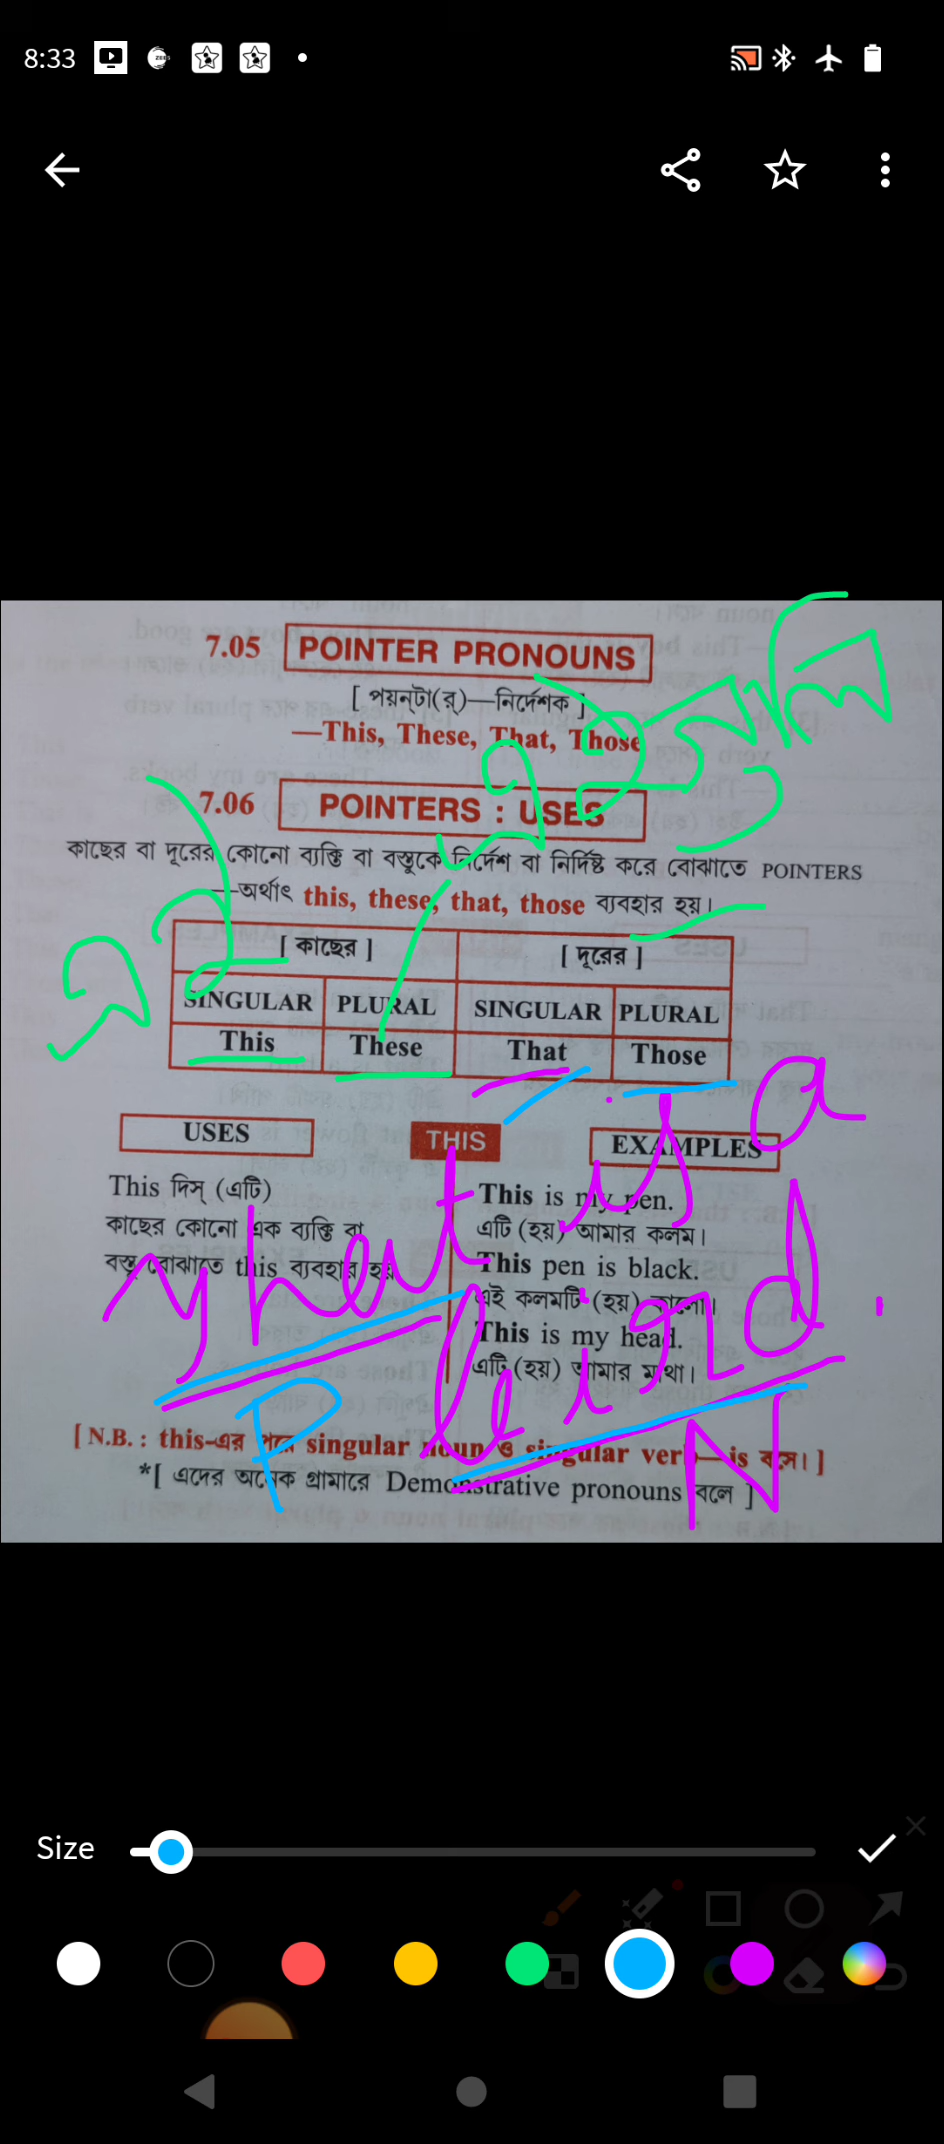 8:33
7.05 POINTER PRONOUNS
[ পয়ন্টা(র্)—নির্দেশক ]
—This, These, That, Those
7.06 POINTERS : USES
কাছের বা দূরের কোনো ব্যক্তি বা বস্তুকে নির্দেশ বা নির্দিষ্ট করে বোঝাতে POINTERS
—অর্থাৎ this, these, that, those ব্যবহার হয়।
[ কাছের ] [ দূরের ]
SINGULAR PLURAL SINGULAR PLURAL
This These That Those
USES THIS EXAMPLES
This দিস্ (এটি)
কাছের কোনো এক ব্যক্তি বা
বস্তু বোঝাতে this ব্যবহার হয়
This is my pen.
এটি (হয়) আমার কলম।
This pen is black.
এই কলমটি (হয়) কালো।
This is my head.
এটি (হয়) আমার মাথা।
is a
P
N
[ N.B. : this-এর পরে singular noun ও singular verb—is বসে। ]
*[ এদের অনেক গ্রামারে Demonstrative pronouns বলে ]
Size